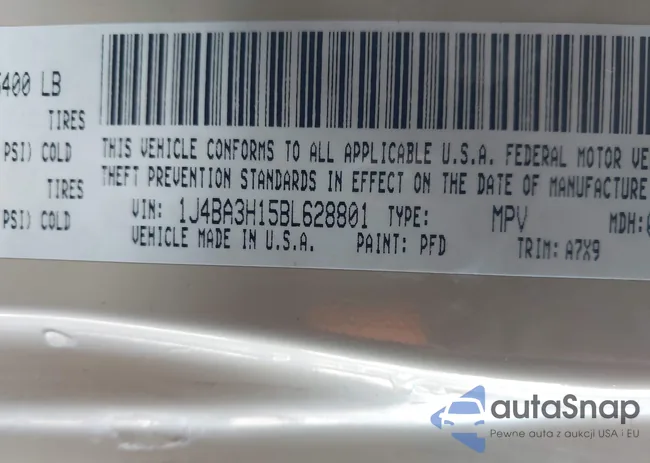 6400 LB
TIRES
PSI) COLD
THIS VEHICLE CONFORMS TO ALL APPLICABLE U.S.A. FEDERAL MOTOR VE
THEFT PREVENTION STANDARDS IN EFFECT ON THE DATE OF MANUFACTURE
TIRES
PSI) COLD
VIN: 1J4BA3H15BL628801 TYPE: MPV MDH:
VEHICLE MADE IN U.S.A. PAINT: PFD TRIM: A7X9
autaSnap
Pewne auta z aukcji USA i EU